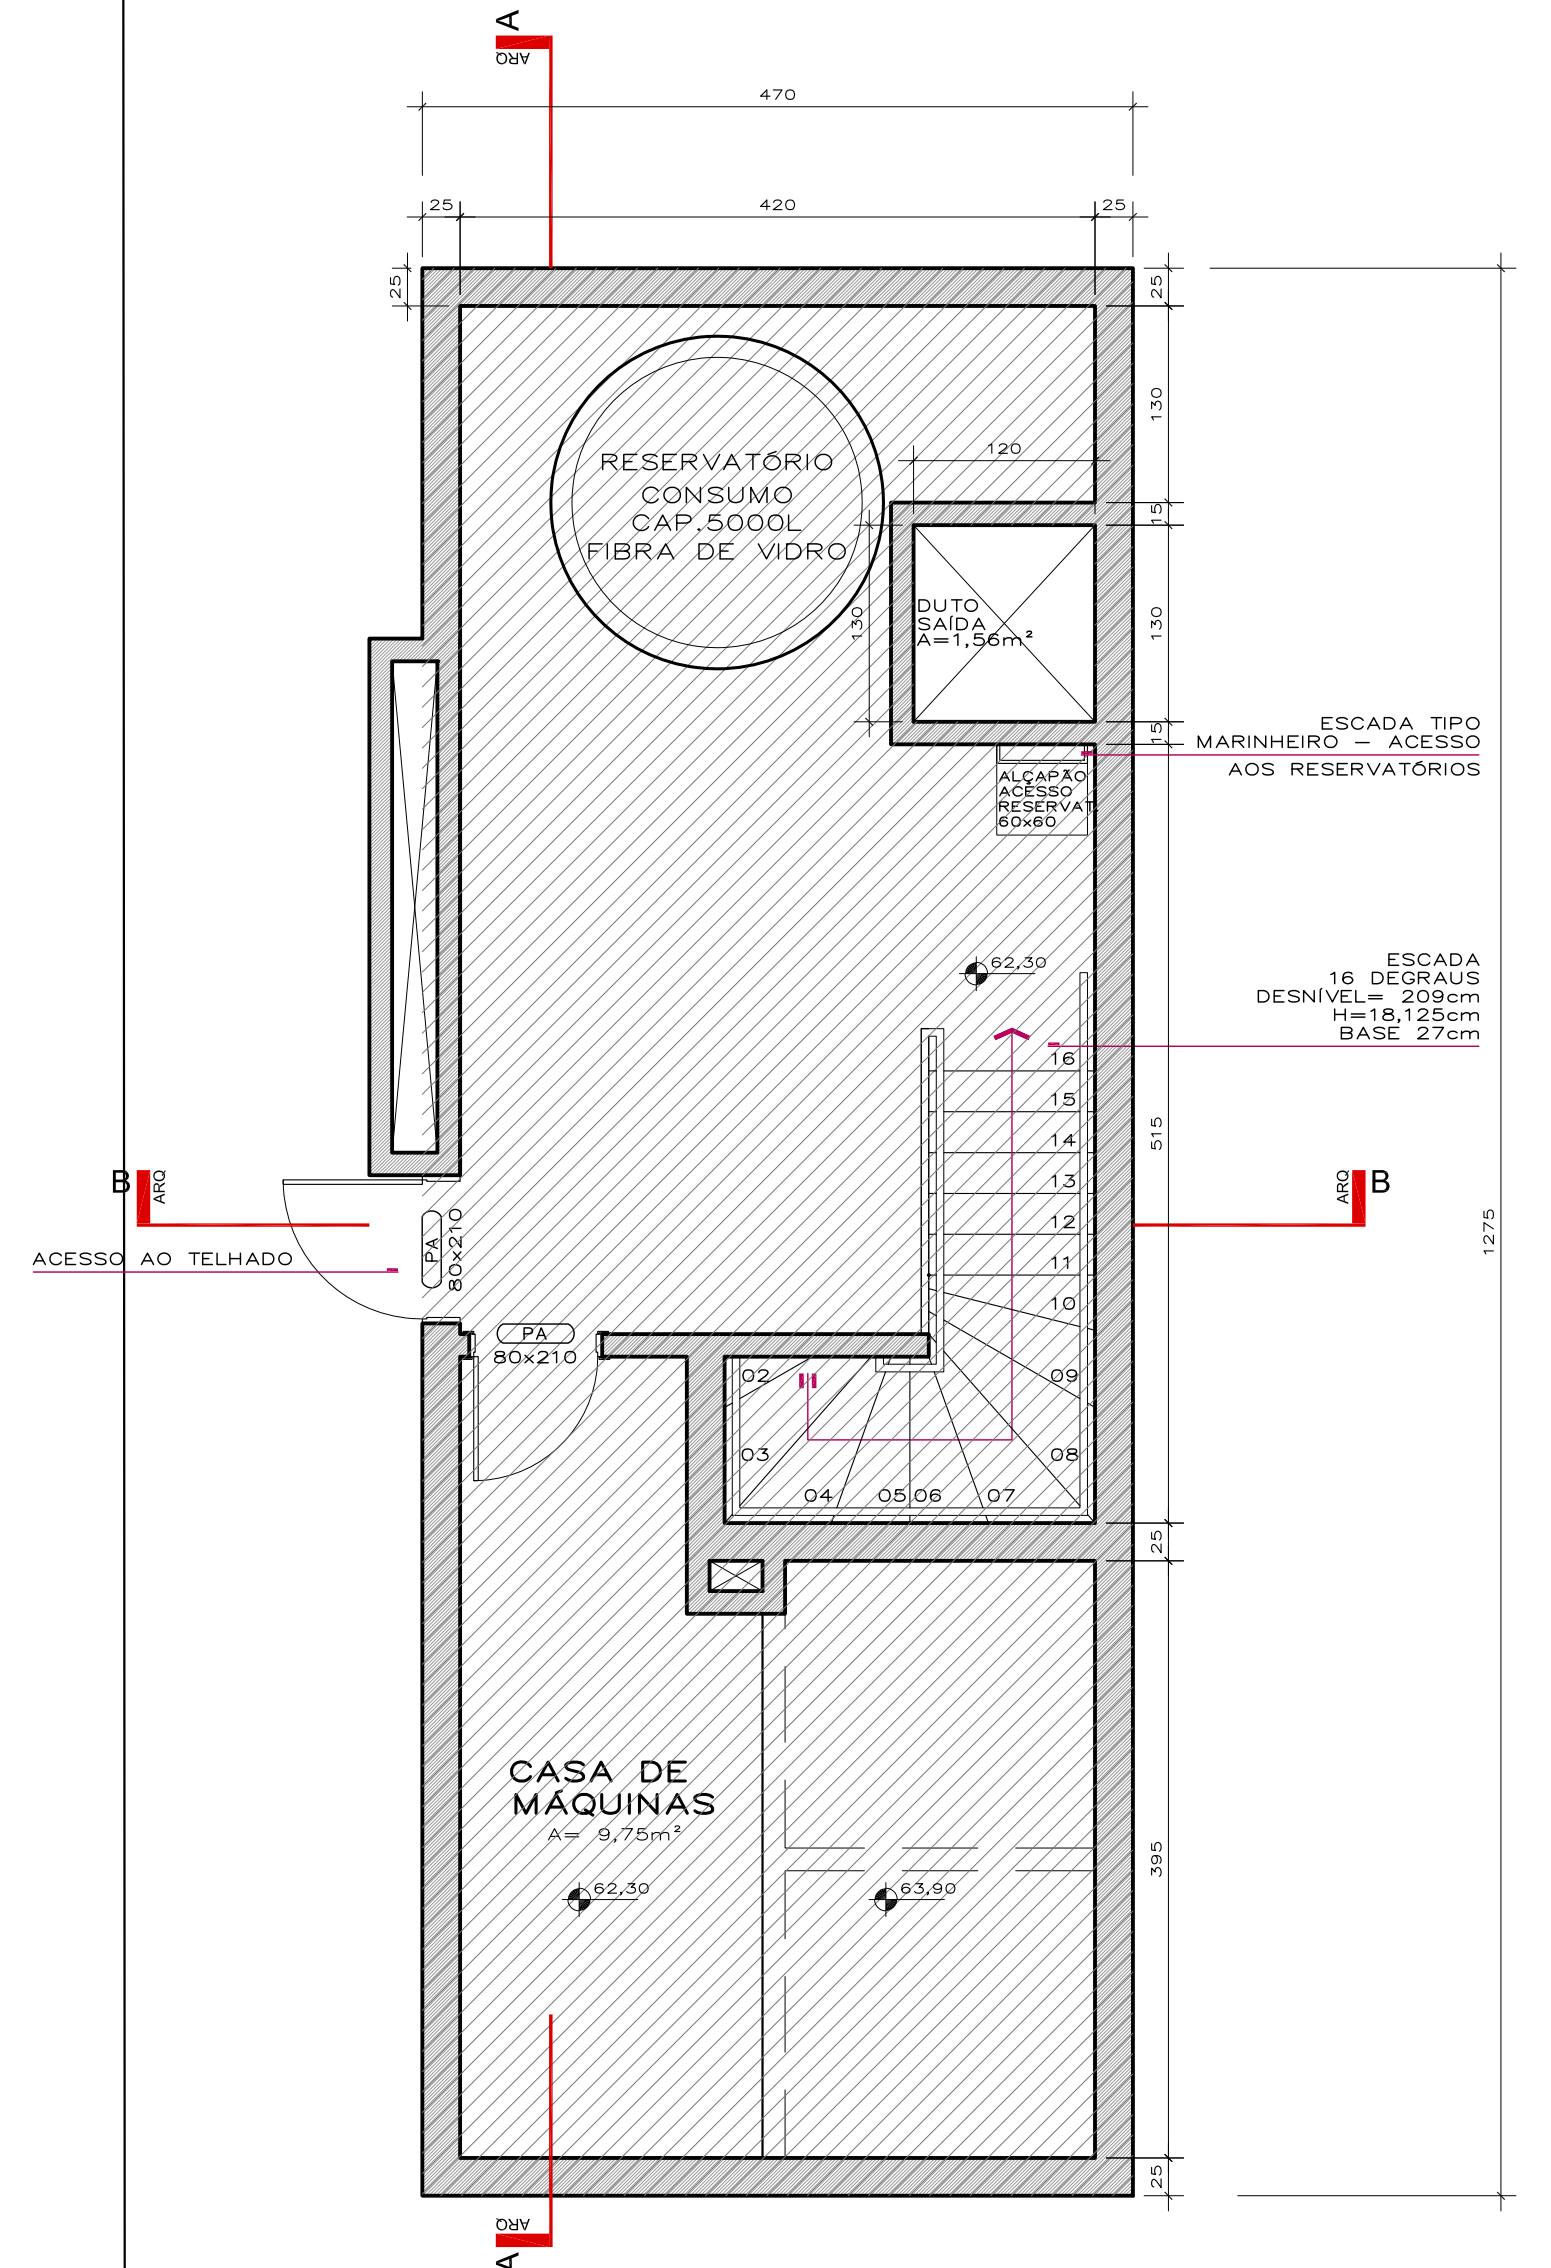 A
ARQ
470
25
420
25
25
25
130
120
RESERVATÓRIO
CONSUMO
CAP.5000L
FIBRA DE VIDRO
15
130
DUTO
SAÍDA
A=1,56m²
130
15
ESCADA TIPO
MARINHEIRO – ACESSO
AOS RESERVATÓRIOS
ALÇAPÃO
ACESSO
RESERVAT
60x60
62,30
ESCADA
16 DEGRAUS
DESNÍVEL= 209cm
H=18,125cm
BASE 27cm
16
15
14
13
12
11
10
09
08
07
06
05
04
03
02
515
1275
B
ARQ
ARQ
B
ACESSO AO TELHADO
PA
80x210
PA
80x210
25
CASA DE
MÁQUINAS
A= 9,75m²
62,30
63,90
395
25
ARQ
A